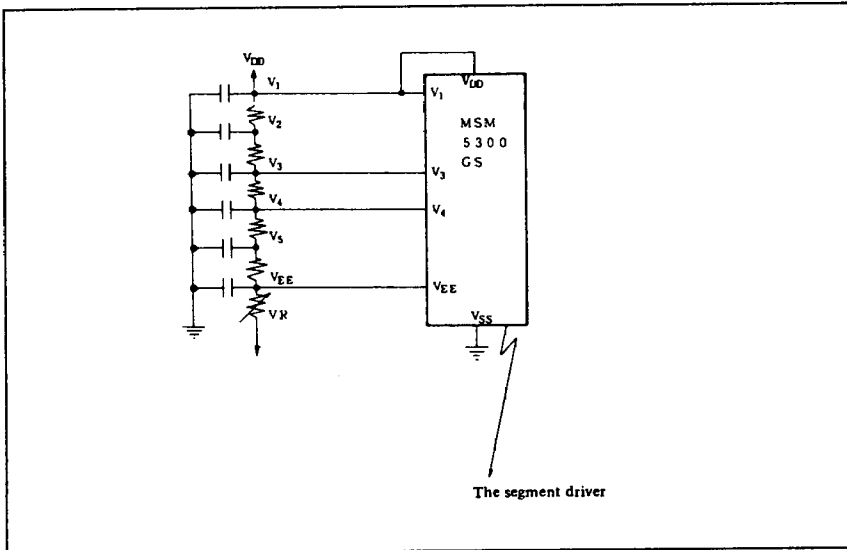 VDD
V1
V2
V3
V4
V5
VEE
VR
VDD
V1
MSM
5300
GS
V3
V4
VEE
VSS
The segment driver